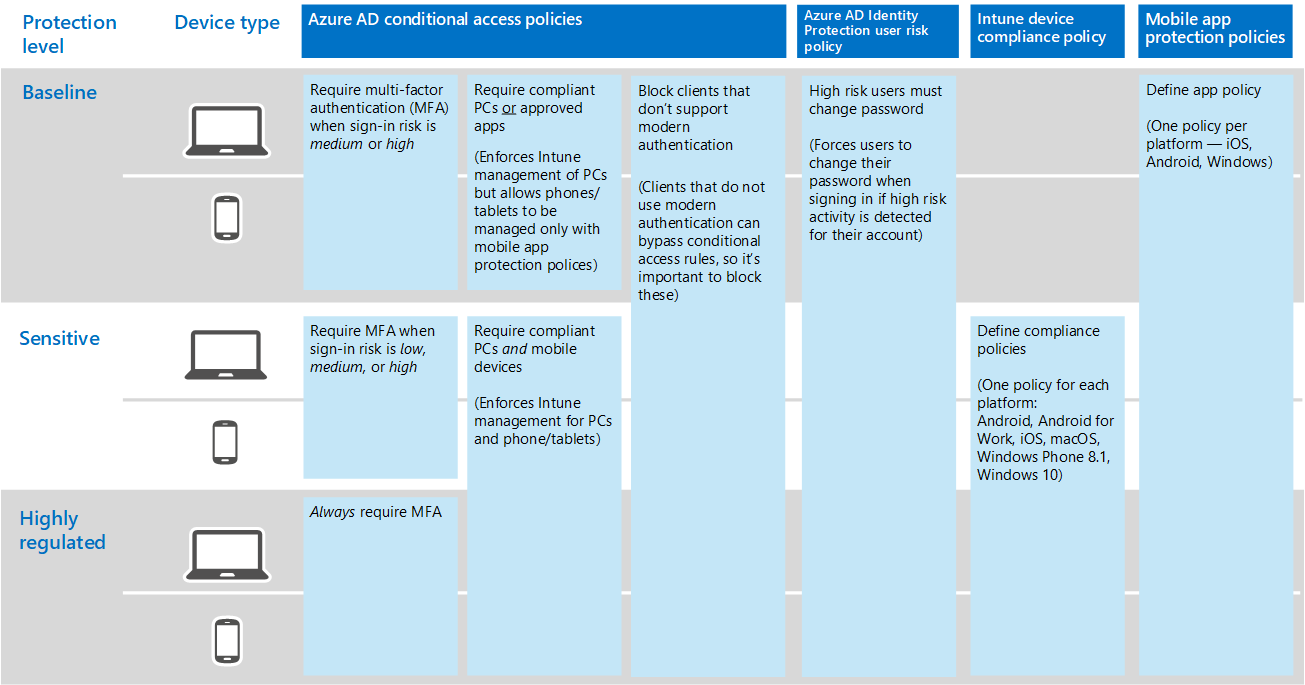 Protection
level
Device type
Azure AD conditional access policies
Azure AD Identity
Protection user risk
policy
Intune device
compliance policy
Mobile app
protection policies
Baseline
Require multi-factor
authentication (MFA)
when sign-in risk is
medium or high
Require compliant
PCs or approved
apps
(Enforces Intune
management of PCs
but allows phones/
tablets to be
managed only with
mobile app
protection polices)
Block clients that
don't support
modern
authentication
(Clients that do not
use modern
authentication can
bypass conditional
access rules, so it's
important to block
these)
High risk users must
change password
(Forces users to
change their
password when
signing in if high risk
activity is detected
for their account)
Define app policy
(One policy per
platform — iOS,
Android, Windows)
Sensitive
Require MFA when
sign-in risk is low,
medium, or high
Require compliant
PCs and mobile
devices
(Enforces Intune
management for PCs
and phone/tablets)
Define compliance
policies
(One policy for each
platform:
Android, Android for
Work, iOS, macOS,
Windows Phone 8.1,
Windows 10)
Highly
regulated
Always require MFA